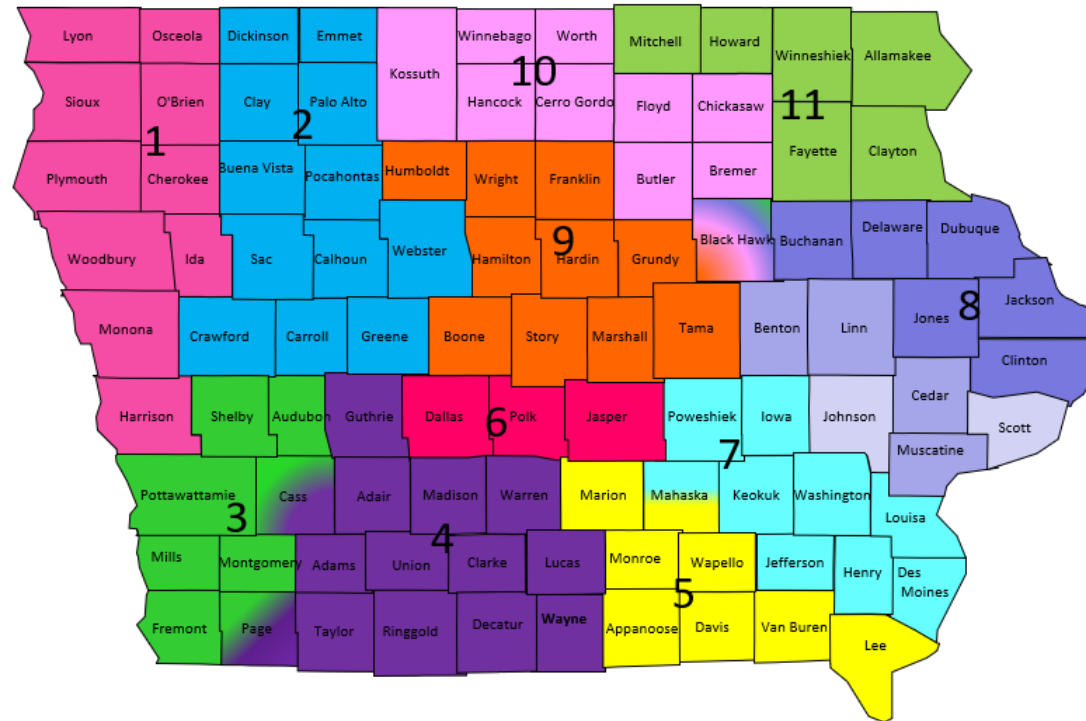 Lyon Osceola Dickinson Emmet Kossuth Winnebago Worth Mitchell Howard Winneshiek Allamakee
10
Sioux O'Brien Clay Palo Alto Hancock Cerro Gordo Floyd Chickasaw
1 2 11
Plymouth Cherokee Buena Vista Pocahontas Humboldt Wright Franklin Butler Bremer Fayette Clayton
Woodbury Ida Sac Calhoun Webster Hamilton Hardin Grundy Black Hawk Buchanan Delaware Dubuque
9
Monona Crawford Carroll Greene Boone Story Marshall Tama Benton Linn Jones Jackson
8
Clinton
Harrison Shelby Audubon Guthrie Dallas Polk Jasper Poweshiek Iowa Johnson Cedar Scott
6 7
Muscatine
Pottawattamie Cass Adair Madison Warren Marion Mahaska Keokuk Washington Louisa
3 4
Mills Montgomery Adams Union Clarke Lucas Monroe Wapello Jefferson Henry Des
Moines
5
Fremont Page Taylor Ringgold Decatur Wayne Appanoose Davis Van Buren Lee